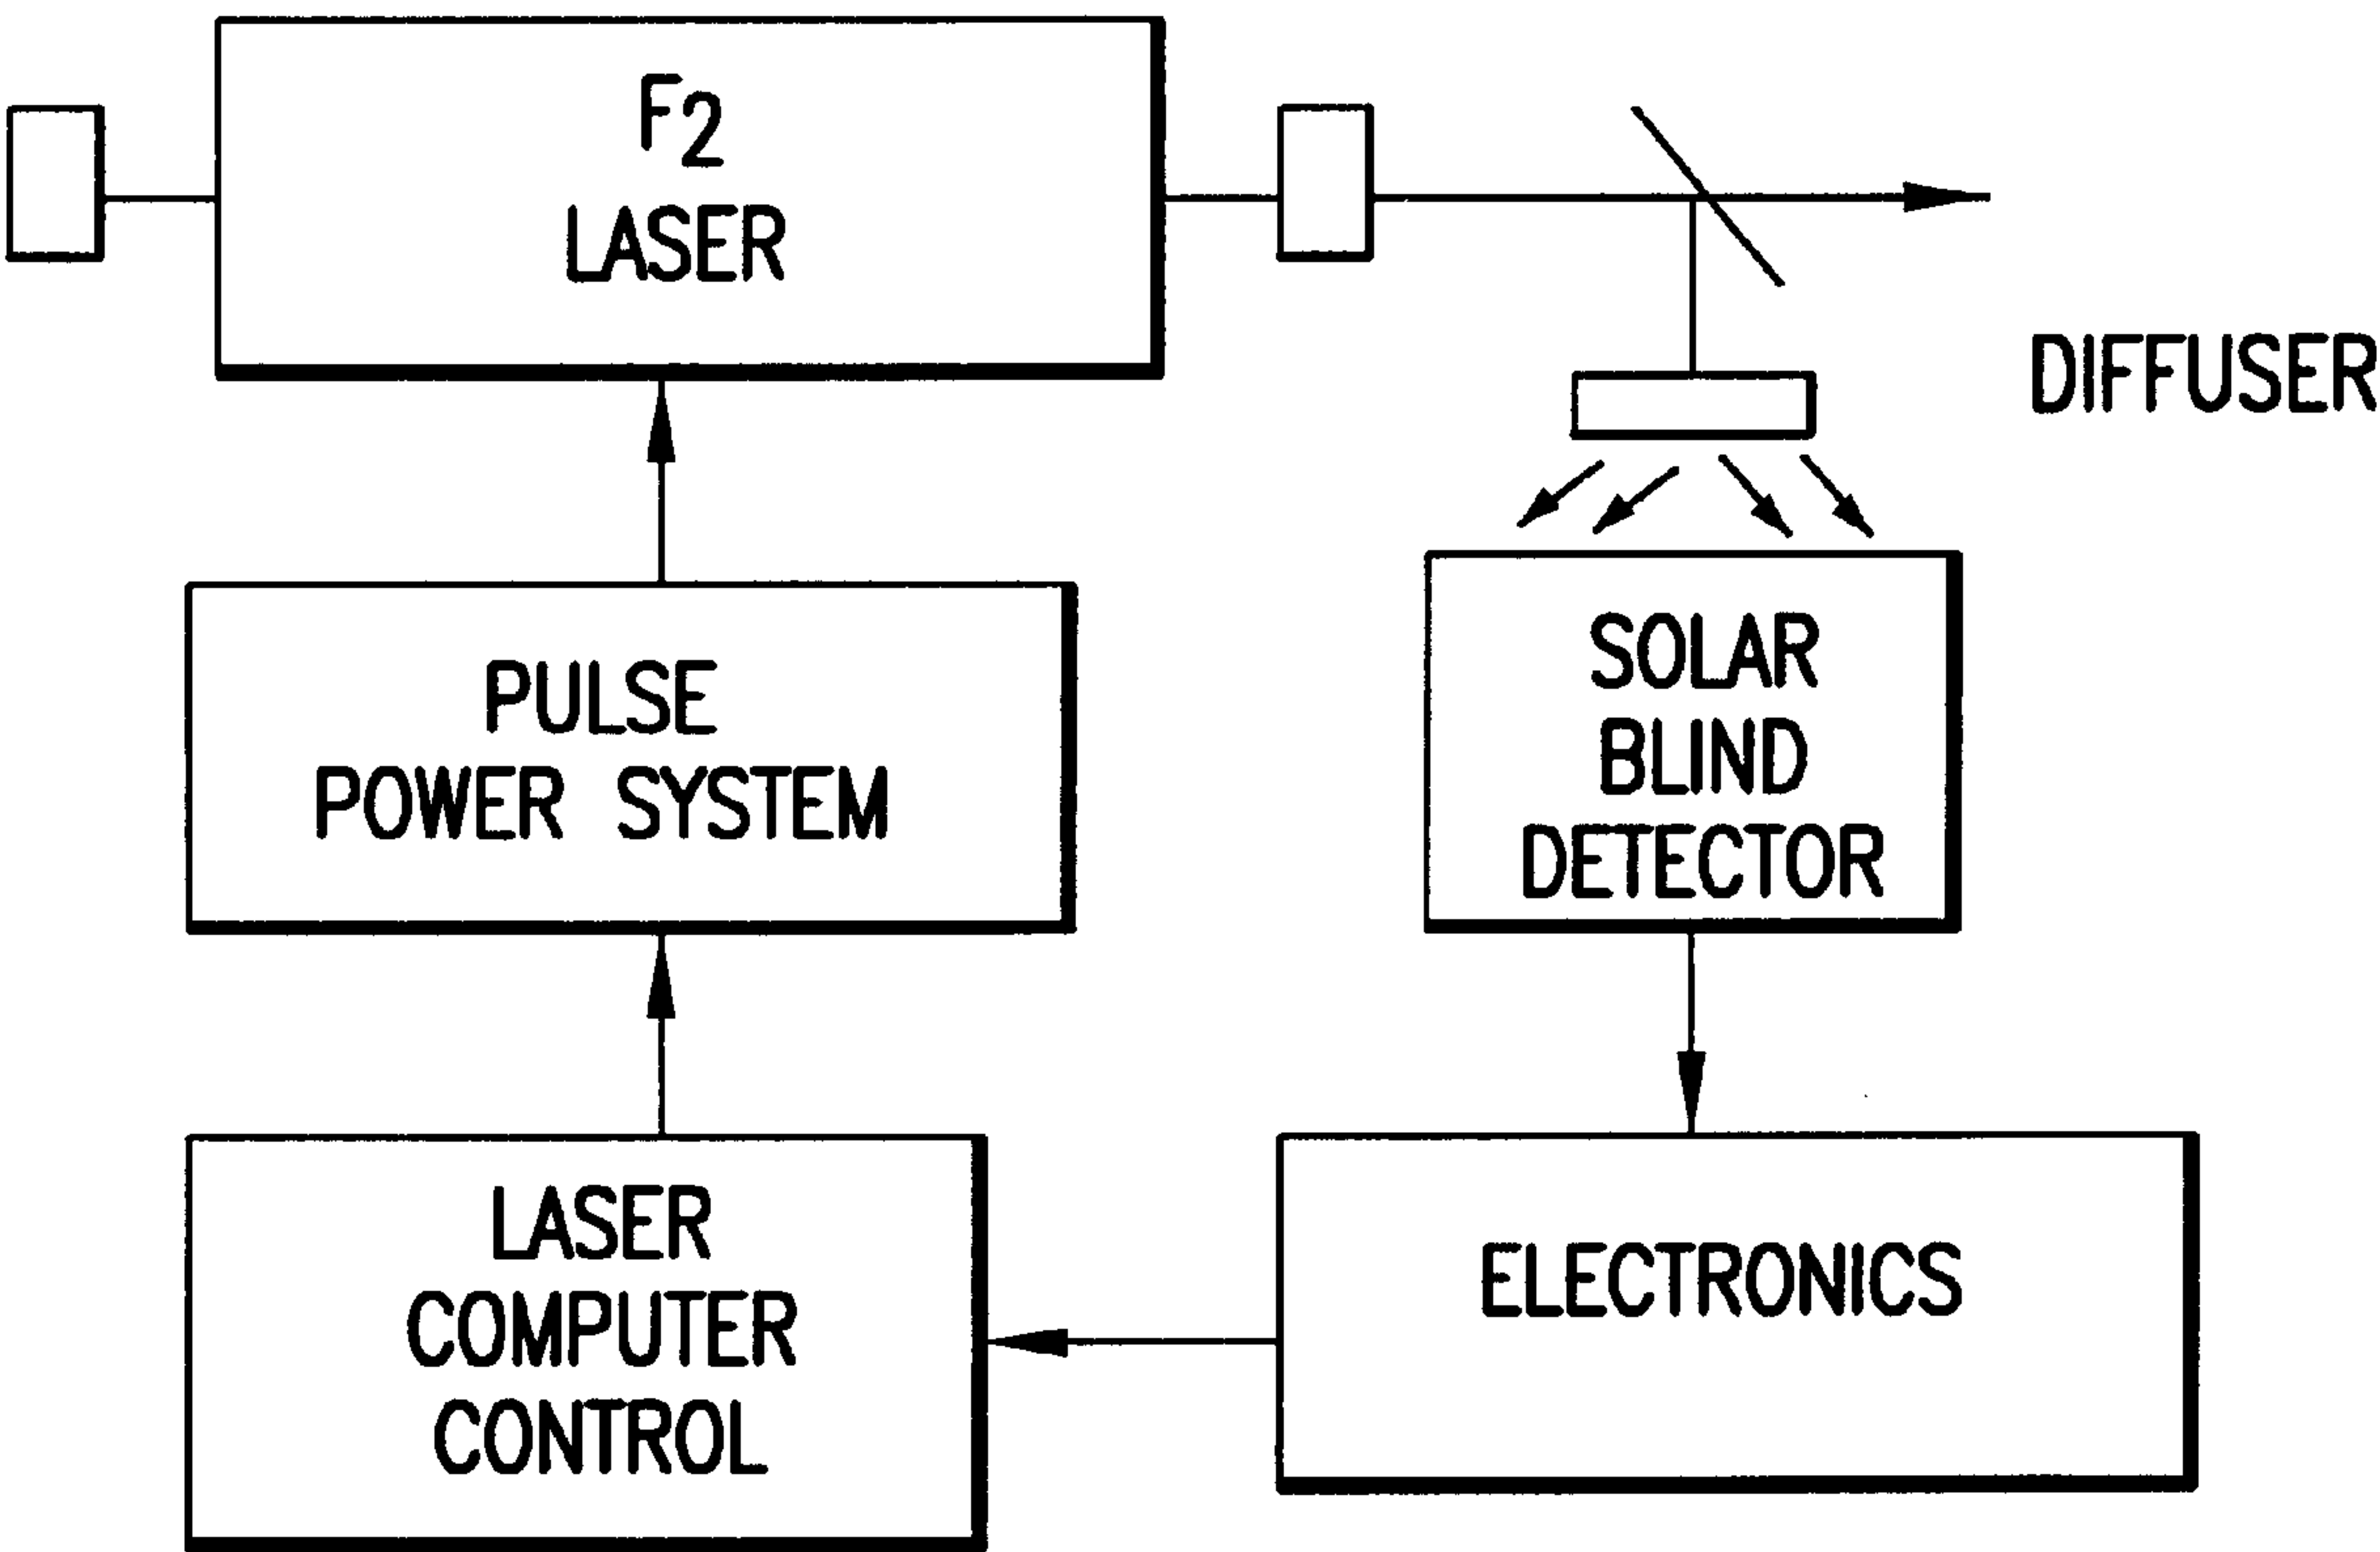 F2
LASER
DIFFUSER
PULSE
POWER SYSTEM
SOLAR
BLIND
DETECTOR
LASER
COMPUTER
CONTROL
ELECTRONICS